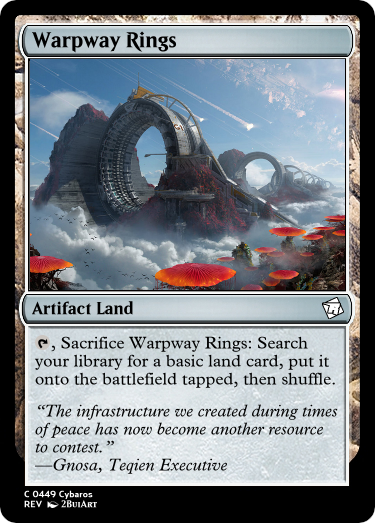 Warpway Rings
Artifact Land
, Sacrifice Warpway Rings: Search
your library for a basic land card, put it
onto the battlefield tapped, then shuffle.
“The infrastructure we created during times
of peace has now become another resource
to contest.”
—Gnosa, Teqien Executive
C 0449 Cybaros
REV 2BuiArt